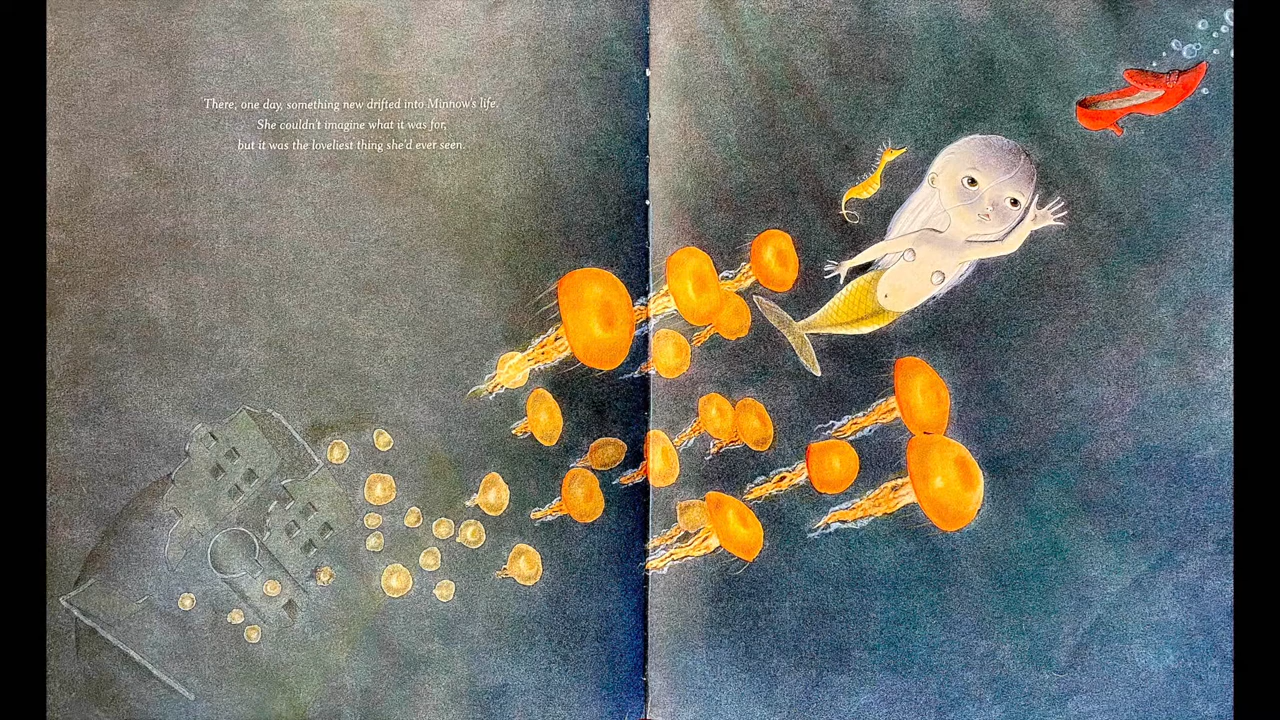 There, one day, something new drifted into Minnow's life.
She couldn't imagine what it was for,
but it was the loveliest thing she'd ever seen.